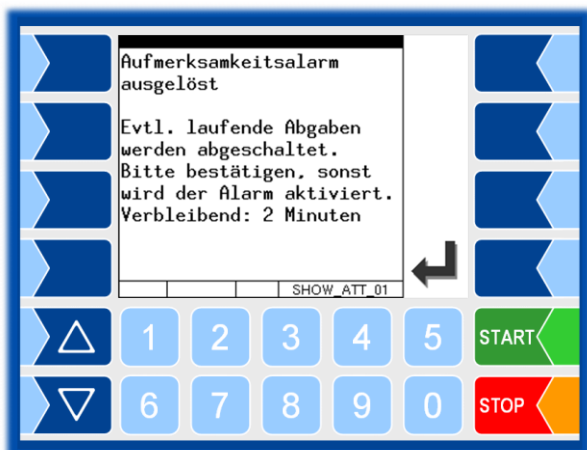 Aufmerksamkeitsalarm
ausgelöst
Evtl. laufende Abgaben
werden abgeschaltet.
Bitte bestätigen, sonst
wird der Alarm aktiviert.
Verbleibend: 2 Minuten
SHOW_ATT_01
1 2 3 4 5 START
6 7 8 9 0 STOP